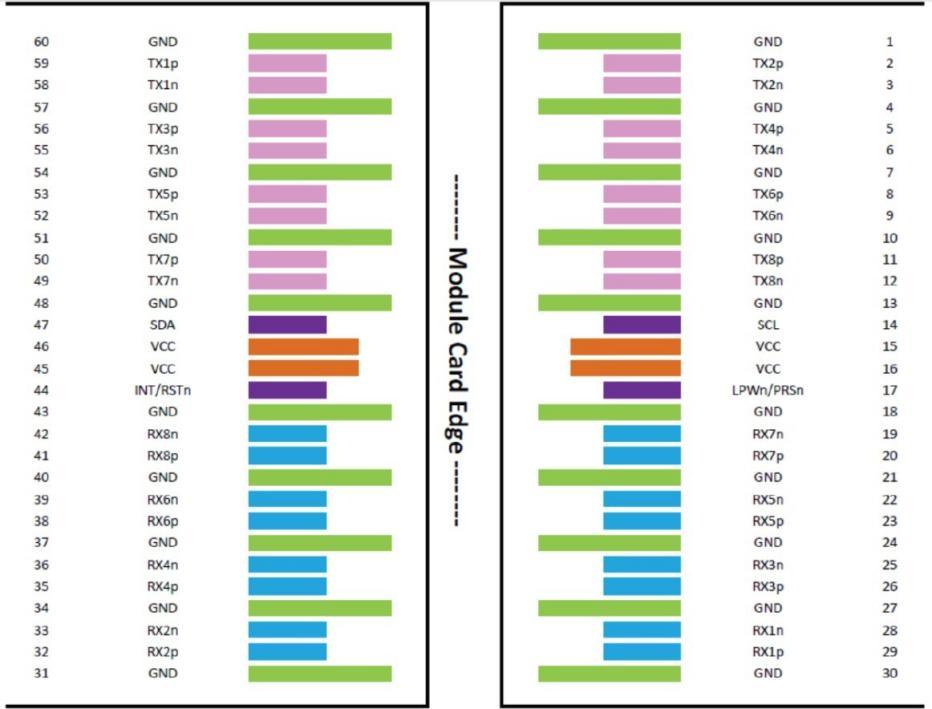 60 GND GND 1
59 TX1p TX2p 2
58 TX1n TX2n 3
57 GND GND 4
56 TX3p TX4p 5
55 TX3n TX4n 6
54 GND GND 7
53 TX5p TX6p 8
52 TX5n TX6n 9
51 GND GND 10
50 TX7p TX8p 11
49 TX7n TX8n 12
48 GND GND 13
47 SDA SCL 14
46 VCC VCC 15
45 VCC VCC 16
44 INT/RSTn LPWn/PRSn 17
43 GND GND 18
42 RX8n RX7n 19
41 RX8p RX7p 20
40 GND GND 21
39 RX6n RX5n 22
38 RX6p RX5p 23
37 GND GND 24
36 RX4n RX3n 25
35 RX4p RX3p 26
34 GND GND 27
33 RX2n RX1n 28
32 RX2p RX1p 29
31 GND GND 30
--------- Module Card Edge ---------